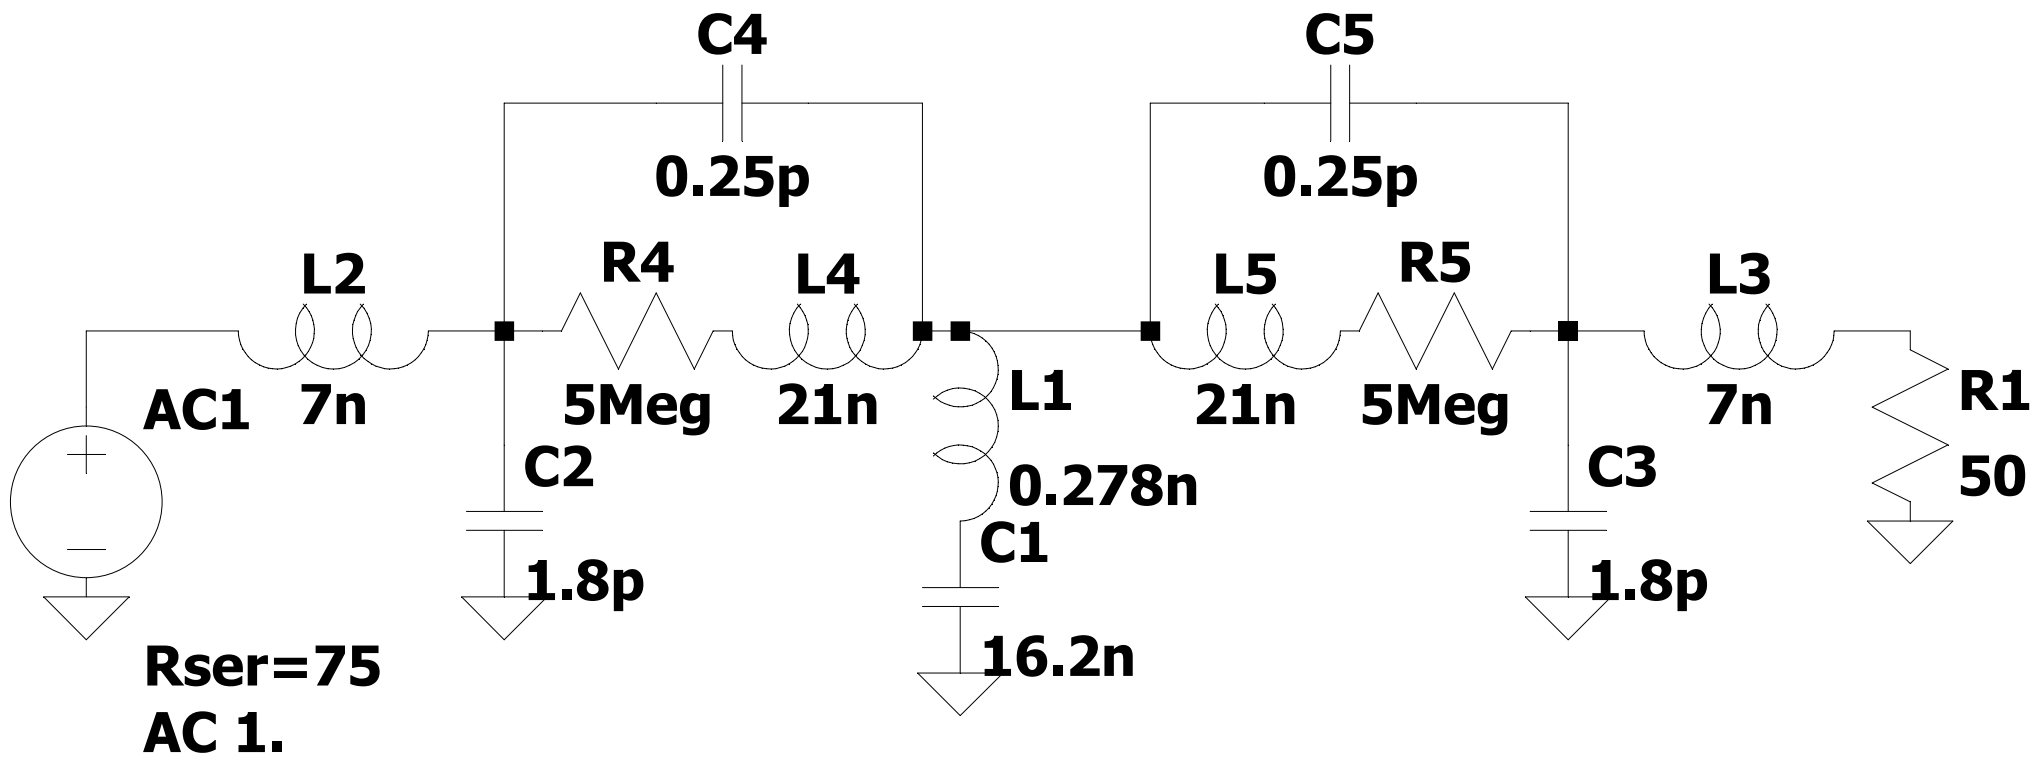 C4
0.25p
C5
0.25p
L2
7n
R4
5Meg
L4
21n
L5
21n
R5
5Meg
L3
7n
AC1
L1
0.278n
R1
50
C2
1.8p
C1
16.2n
C3
1.8p
Rser=75
AC 1.